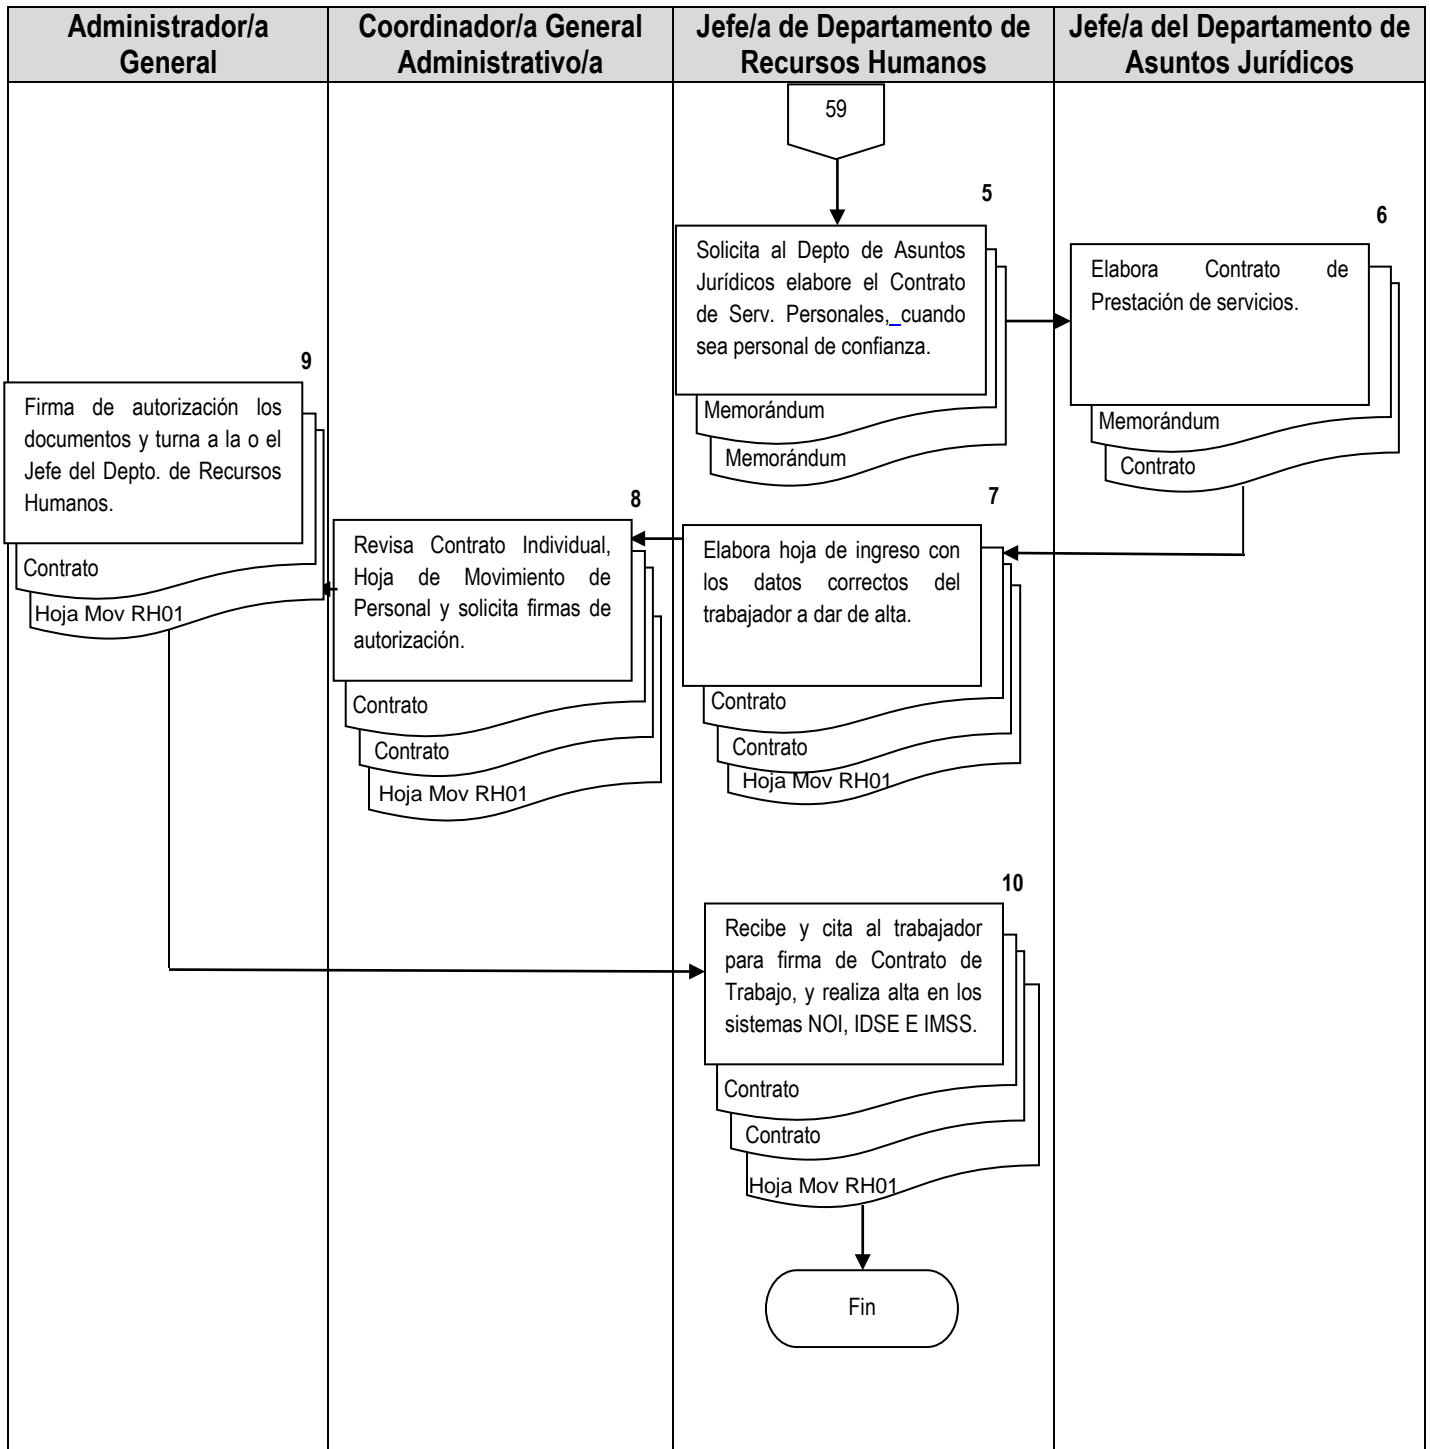 Administrador/a
General
Coordinador/a General
Administrativo/a
Jefe/a de Departamento de
Recursos Humanos
Jefe/a del Departamento de
Asuntos Jurídicos
59
5
Solicita al Depto de Asuntos
Jurídicos elabore el Contrato
de Serv. Personales, cuando
sea personal de confianza.
Memorándum
Memorándum
6
Elabora Contrato de
Prestación de servicios.
Memorándum
Contrato
7
Elabora hoja de ingreso con
los datos correctos del
trabajador a dar de alta.
Contrato
Contrato
Hoja Mov RH01
8
Revisa Contrato Individual,
Hoja de Movimiento de
Personal y solicita firmas de
autorización.
Contrato
Contrato
Hoja Mov RH01
9
Firma de autorización los
documentos y turna a la o el
Jefe del Depto. de Recursos
Humanos.
Contrato
Hoja Mov RH01
10
Recibe y cita al trabajador
para firma de Contrato de
Trabajo, y realiza alta en los
sistemas NOI, IDSE E IMSS.
Contrato
Contrato
Hoja Mov RH01
Fin